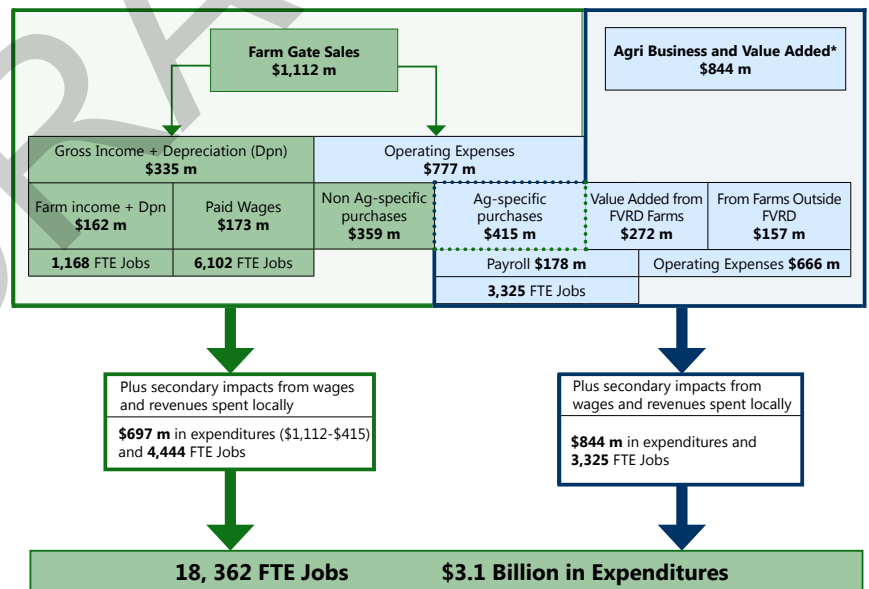 Farm Gate Sales
$1,112 m
Agri Business and Value Added*
$844 m
Gross Income + Depreciation (Dpn)
$335 m
Operating Expenses
$777 m
Farm income + Dpn
$162 m
Paid Wages
$173 m
Non Ag-specific
purchases
$359 m
Ag-specific
purchases
$415 m
Value Added from
FVRD Farms
$272 m
From Farms Outside
FVRD
$157 m
1,168 FTE Jobs
6,102 FTE Jobs
Payroll $178 m
Operating Expenses $666 m
3,325 FTE Jobs
Plus secondary impacts from wages
and revenues spent locally
$697 m in expenditures ($1,112-$415)
and 4,444 FTE Jobs
Plus secondary impacts from
wages and revenues spent locally
$844 m in expenditures and
3,325 FTE Jobs
18, 362 FTE Jobs $3.1 Billion in Expenditures